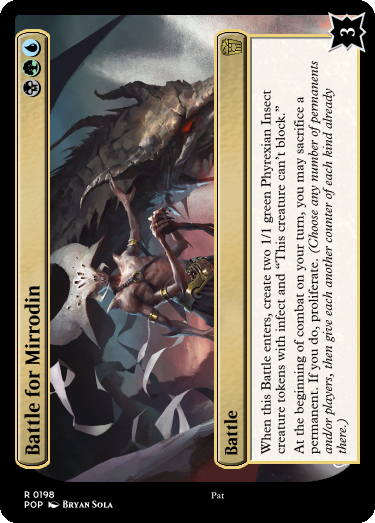 Battle for Mirrodin
Battle
When this Battle enters, create two 1/1 green Phyrexian Insect
creature tokens with infect and “This creature can’t block.”
At the beginning of combat on your turn, you may sacrifice a
permanent. If you do, proliferate. (Choose any number of permanents
and/or players, then give each another counter of each kind already
there.)
3
R 0198
POP Bryan Sola
Pat